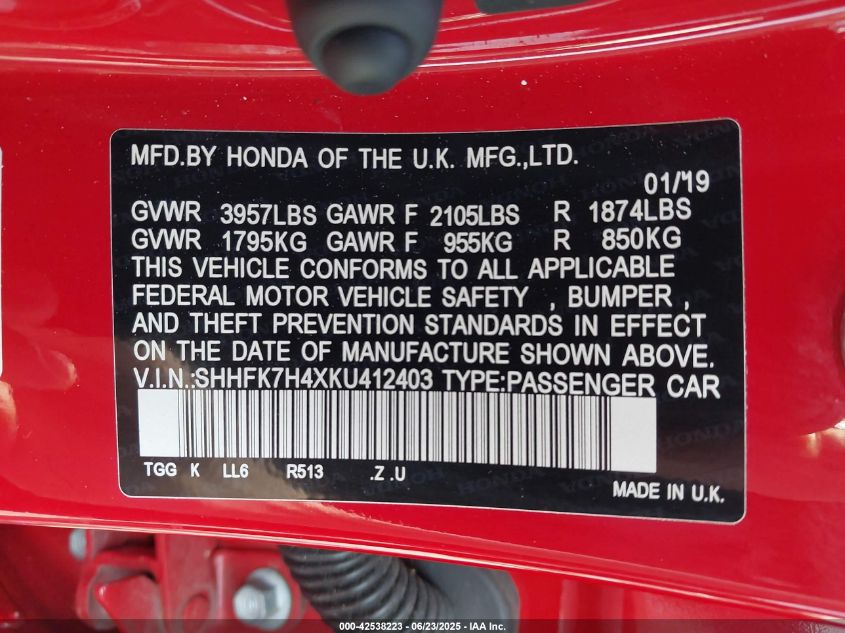 MFD.BY HONDA OF THE U.K. MFG.,LTD.
01/19
GVWR 3957LBS GAWR F 2105LBS R 1874LBS
GVWR 1795KG GAWR F 955KG R 850KG
THIS VEHICLE CONFORMS TO ALL APPLICABLE
FEDERAL MOTOR VEHICLE SAFETY , BUMPER ,
AND THEFT PREVENTION STANDARDS IN EFFECT
ON THE DATE OF MANUFACTURE SHOWN ABOVE.
V.I.N.:SHHFK7H4XKU412403 TYPE:PASSENGER CAR
TGG K LL6 R513 .Z .U
MADE IN U.K.
000-42538223 - 06/23/2025 - IAA Inc.